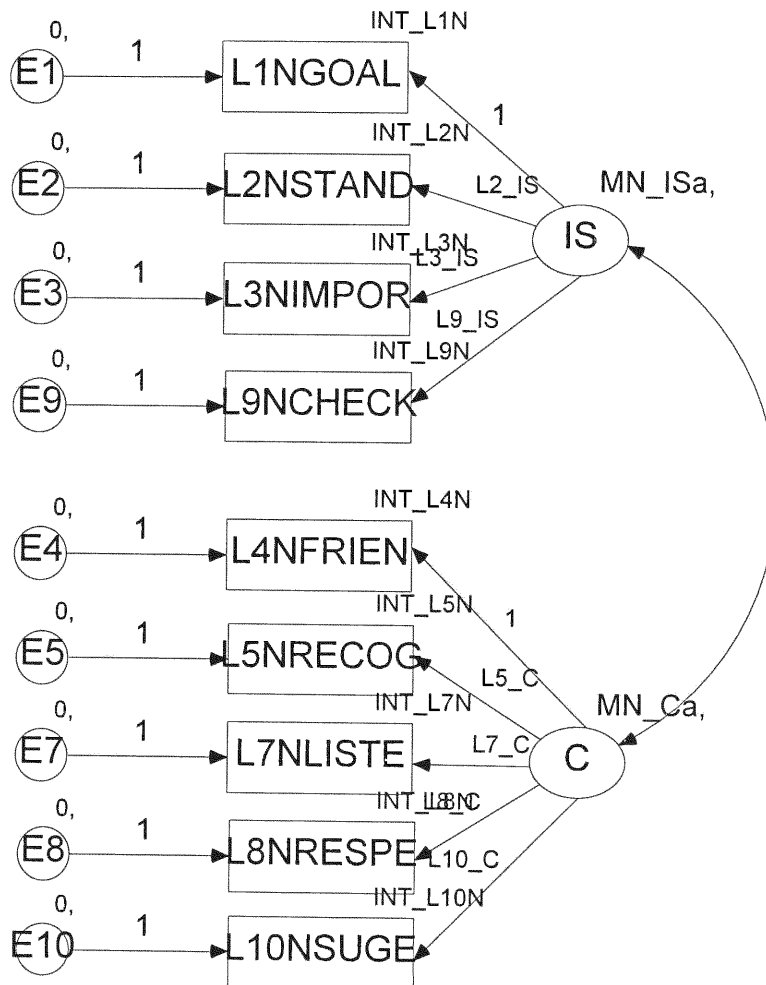 INT_L1N
0,
E1 1 L1NGOAL
1
INT_L2N
0,
E2 1 L2NSTAND
L2_IS
MN_ISa,
IS
INT_L3N
0,
E3 1 L3NIMPOR
L3_IS
L9_IS
INT_L9N
0,
E9 1 L9NCHECK
INT_L4N
0,
E4 1 L4NFRIEN
INT_L5N
1
0,
E5 1 L5NRECOG
L5_C
INT_L7N
MN_Ca,
0,
E7 1 L7NLISTE
L7_C
C
INT_L8N
L8_C
0,
E8 1 L8NRESPE
L10_C
INT_L10N
0,
E10 1 L10NSUGE